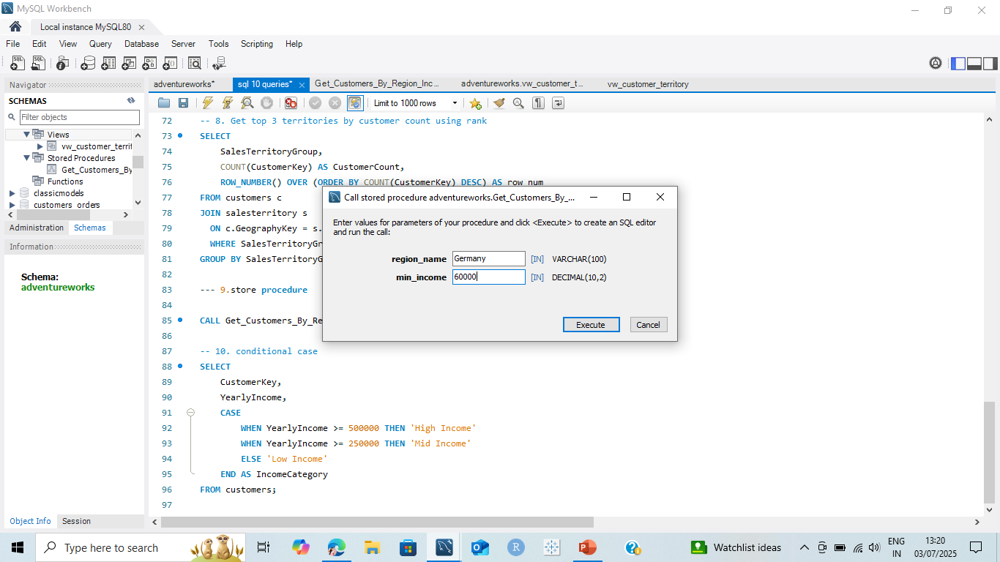 MySQL Workbench
Local instance MySQL80
File Edit View Query Database Server Tools Scripting Help
Navigator
SCHEMAS
Filter objects
Views
vw_customer_territ
Stored Procedures
Get_Customers_By
Functions
classicmodels
customers_orders
Administration Schemas
Information
Schema:
adventureworks
Object Info Session
adventureworks* sql 10 queries* Get_Customers_By_Region_Inc... adventureworks.vw_customer_t... vw_customer_territory
Limit to 1000 rows
72 -- 8. Get top 3 territories by customer count using rank
73 SELECT
74 SalesTerritoryGroup,
75 COUNT(CustomerKey) AS CustomerCount,
76 ROW_NUMBER() OVER (ORDER BY COUNT(CustomerKey) DESC) AS row_num
77 FROM customers c
78 JOIN salesterritory s
79 ON c.GeographyKey = s.
80 WHERE SalesTerritoryGr
81 GROUP BY SalesTerritoryG
82
83 --- 9.store procedure
84
85 CALL Get_Customers_By_Re
86
87 -- 10. conditional case
88 SELECT
89 CustomerKey,
90 YearlyIncome,
91 CASE
92 WHEN YearlyIncome >= 500000 THEN 'High Income'
93 WHEN YearlyIncome >= 250000 THEN 'Mid Income'
94 ELSE 'Low Income'
95 END AS IncomeCategory
96 FROM customers;
97
Call stored procedure adventureworks.Get_Customers_By_...
Enter values for parameters of your procedure and click <Execute> to create an SQL editor
and run the call:
region_name Germany [IN] VARCHAR(100)
min_income 60000 [IN] DECIMAL(10,2)
Execute Cancel
Type here to search
Watchlist ideas
ENG
IN
13:20
03/07/2025